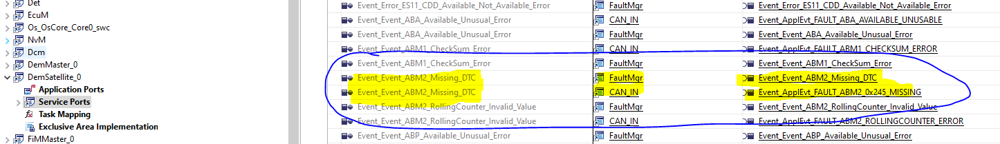 Det
EcuM
Os_OsCore_Core0_swc
NvM
Dcm
DemMaster_0
DemSatellite_0
Application Ports
Service Ports
Task Mapping
Exclusive Area Implementation
FiMMaster_0
Event_Error_ES11_CDD_Available_Not_Available_Error FaultMgr Event_Error_ES11_CDD_Available_Not_Available_Error
Event_Event_ABA_Available_Unusual_Error CAN_IN Event_ApplEvt_FAULT_ABA_AVAILABLE_UNUSABLE
Event_Event_ABA_Available_Unusual_Error FaultMgr Event_Event_ABA_Available_Unusual_Error
Event_Event_ABM1_CheckSum_Error CAN_IN Event_ApplEvt_FAULT_ABM1_CHECKSUM_ERROR
Event_Event_ABM1_CheckSum_Error FaultMgr Event_Event_ABM1_CheckSum_Error
Event_Event_ABM2_Missing_DTC FaultMgr Event_Event_ABM2_Missing_DTC
Event_Event_ABM2_Missing_DTC CAN_IN Event_ApplEvt_FAULT_ABM2_0x245_MISSING
Event_Event_ABM2_RollingCounter_Invalid_Value FaultMgr Event_Event_ABM2_RollingCounter_Invalid_Value
Event_Event_ABM2_RollingCounter_Invalid_Value CAN_IN Event_ApplEvt_FAULT_ABM2_ROLLINGCOUNTER_ERROR
Event_Event_ABP_Available_Unusual_Error FaultMgr Event_Event_ABP_Available_Unusual_Error